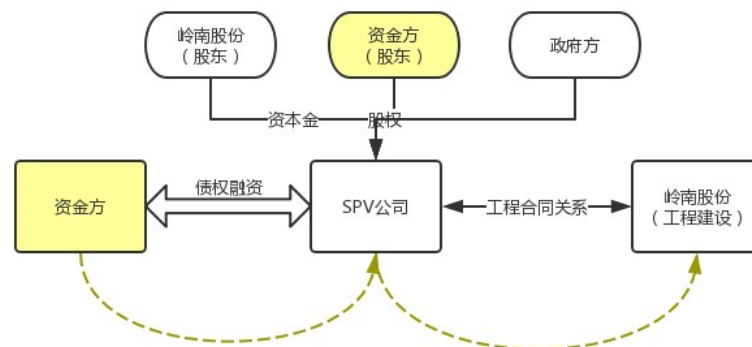 岭南股份
（股东）
资金方
（股东）
政府方
资本金
股权
资金方
债权融资
SPV公司
工程合同关系
岭南股份
（工程建设）